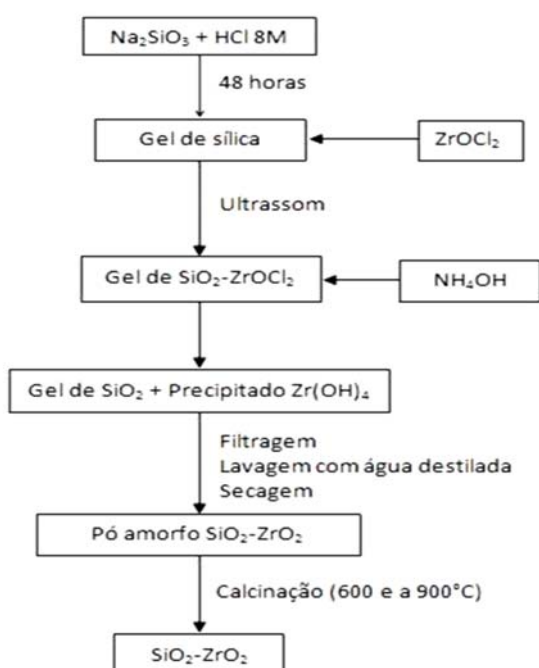 Na₂SiO₃ + HCl 8M
48 horas
Gel de sílica
ZrOCl₂
Ultrassom
Gel de SiO₂-ZrOCl₂
NH₄OH
Gel de SiO₂ + Precipitado Zr(OH)₄
Filtragem
Lavagem com água destilada
Secagem
Pó amorfo SiO₂-ZrO₂
Calcinação (600 e a 900°C)
SiO₂-ZrO₂